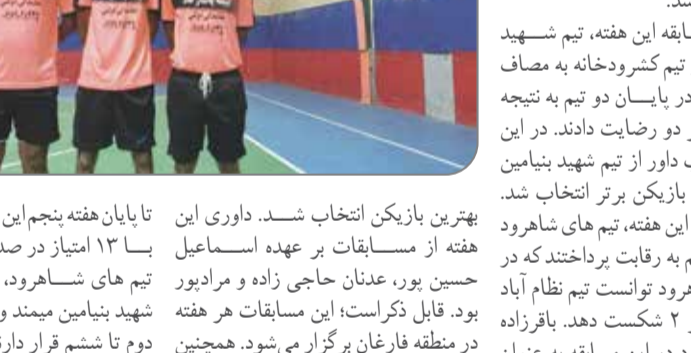 شد.
سابقه این هفته، تیم شهید
تیم کشرودخانه به مصاف
در پایان دو تیم به نتیجه
دو رضایت دادند. در این
داور از تیم شهید بنیامین
بازیکن برتر انتخاب شد.
این هفته، تیم های شاهرود
به رقابت پرداختند که در
شاهرود توانست تیم نظام آباد
۲ شکست دهد. باقرزاده
بهترین بازیکن انتخاب شد. داوری این
هفته از مسابقات بر عهده اسماعیل
حسین پور، عدنان حاجی زاده و مرادپور
بود. قابل ذکراست؛ این مسابقات هر هفته
در منطقه فارغان برگزار می‌شود. همچنین
تا پایان هفته پنجم این
با ۱۳ امتیاز در صد
تیم های شاهرود،
شهید بنیامین میمند و
دوم تا ششم قرار دارند